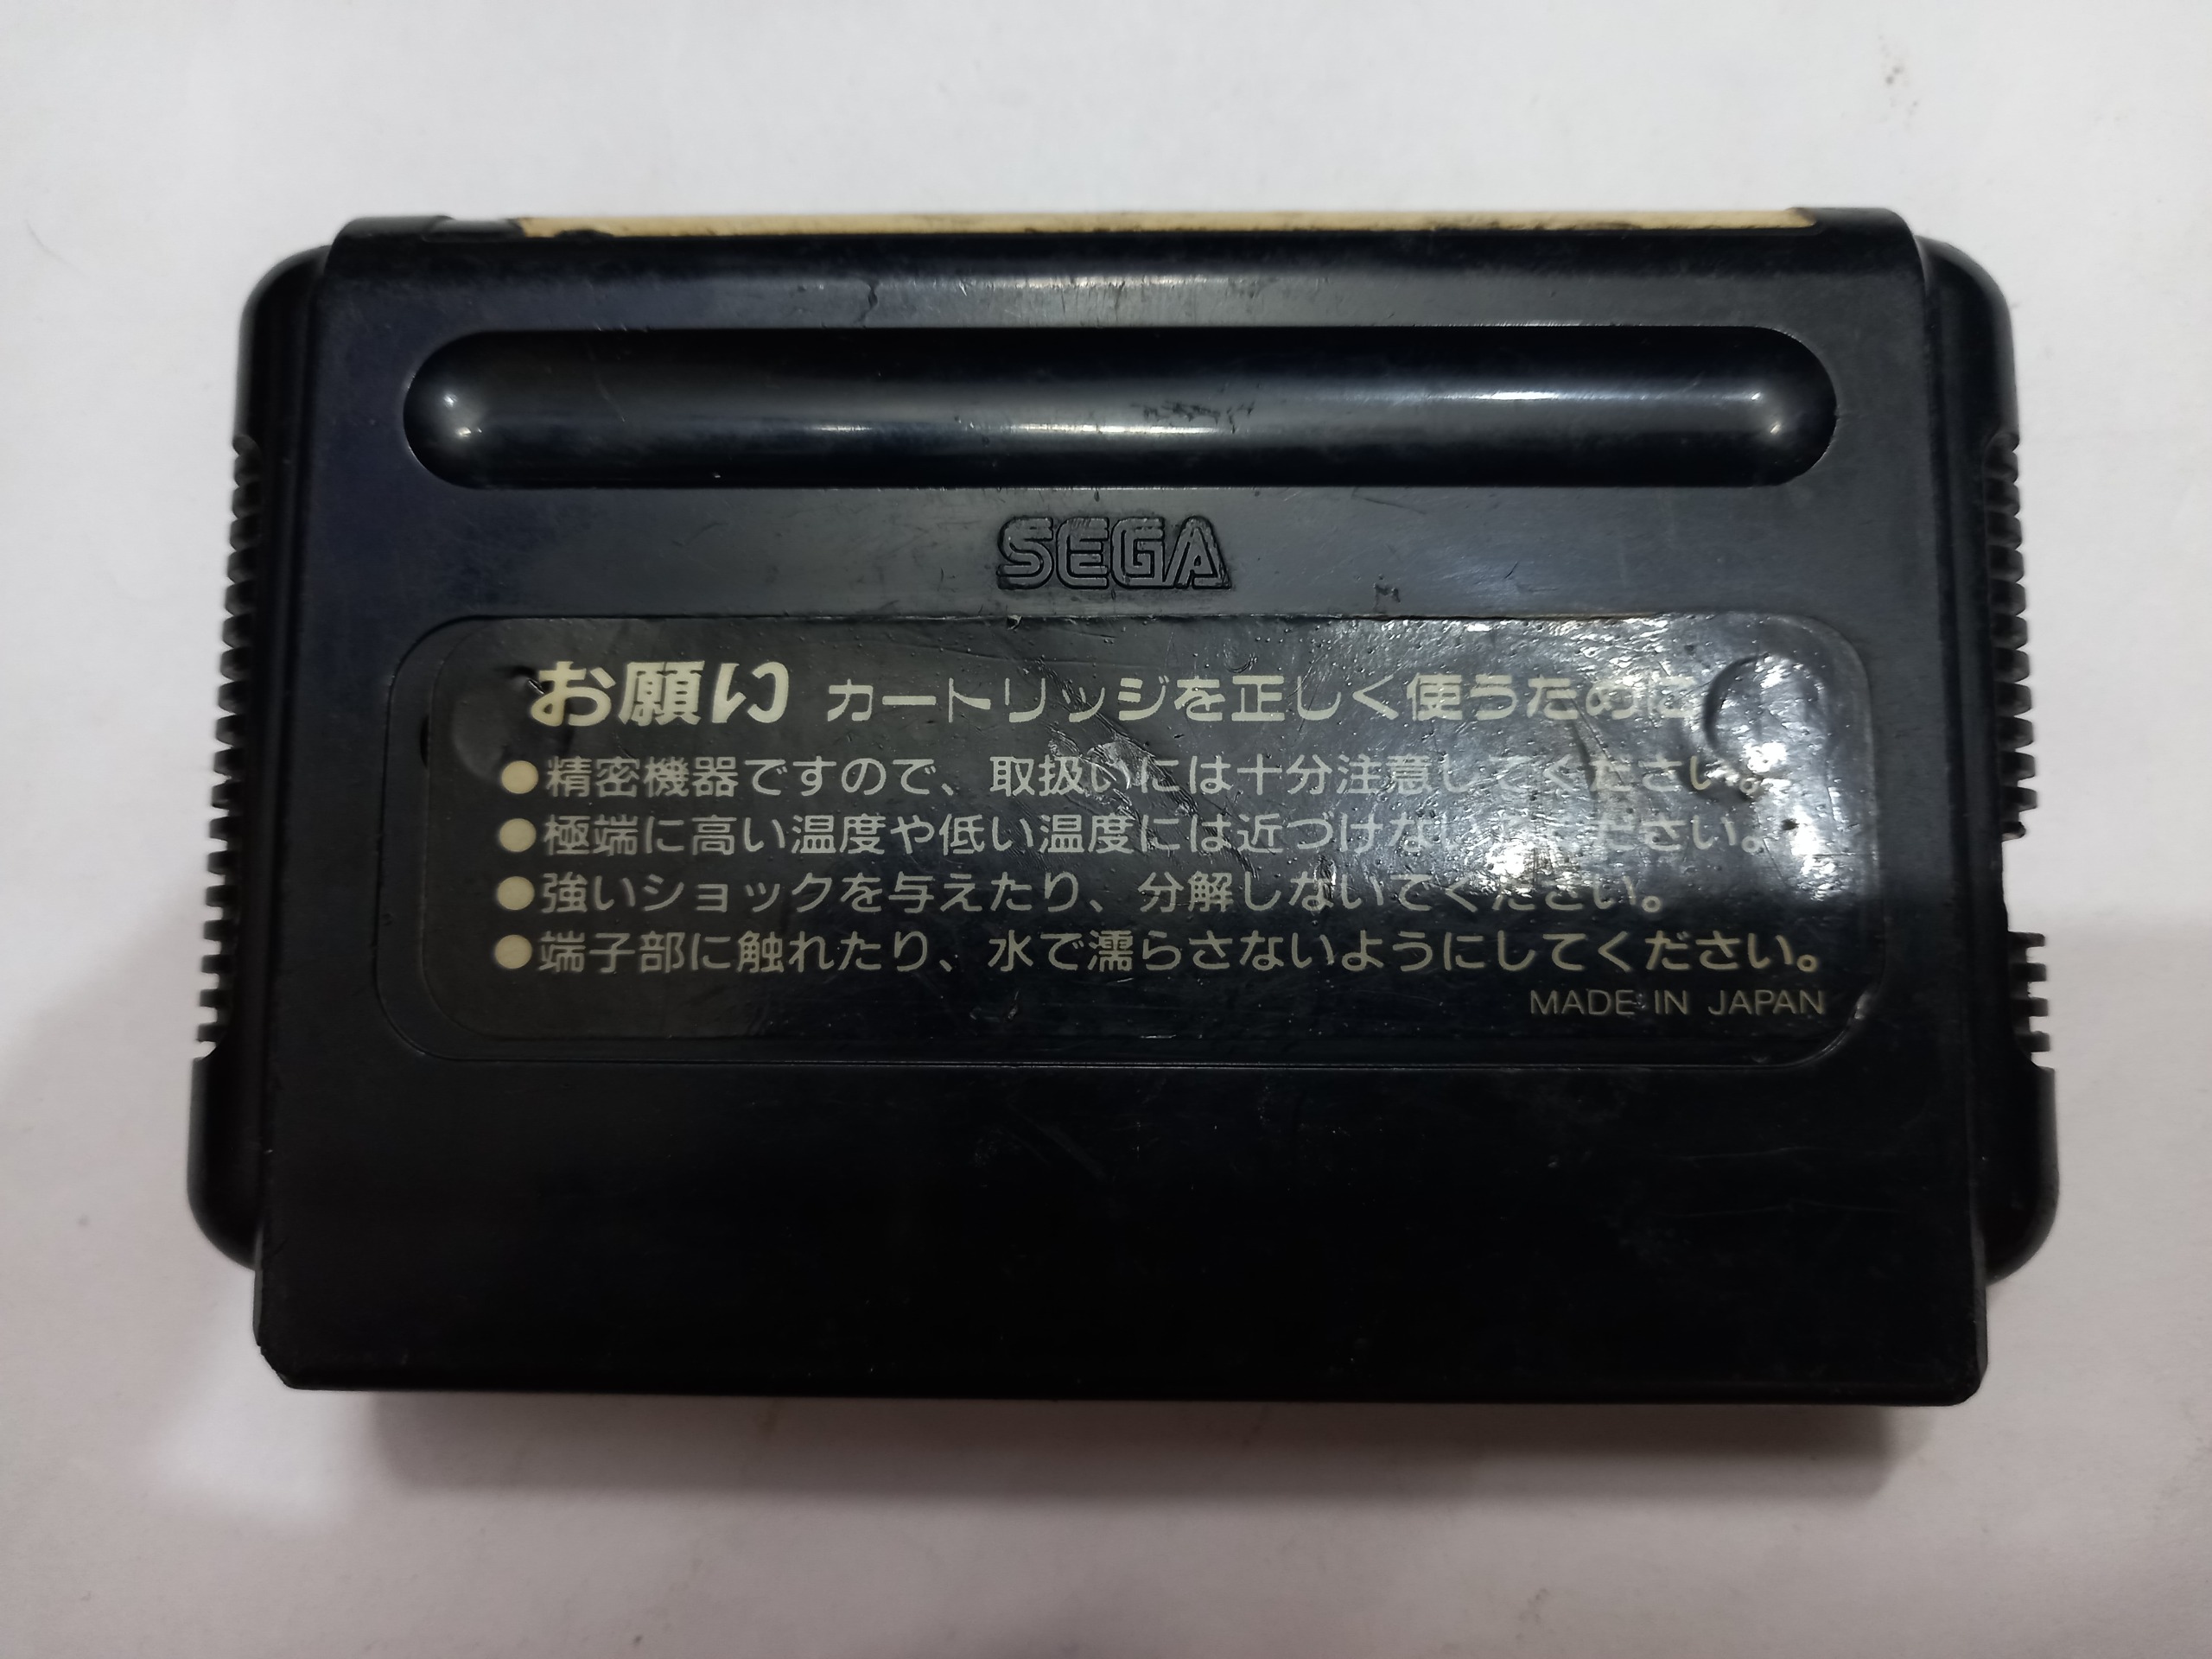 SEGA
お願い カートリッジを正しく使うために
●精密機器ですので、取扱いには十分注意してください。
●極端に高い温度や低い温度には近づけないでください。
●強いショックを与えたり、分解しないでください。
●端子部に触れたり、水で濡らさないようにしてください。
MADE IN JAPAN